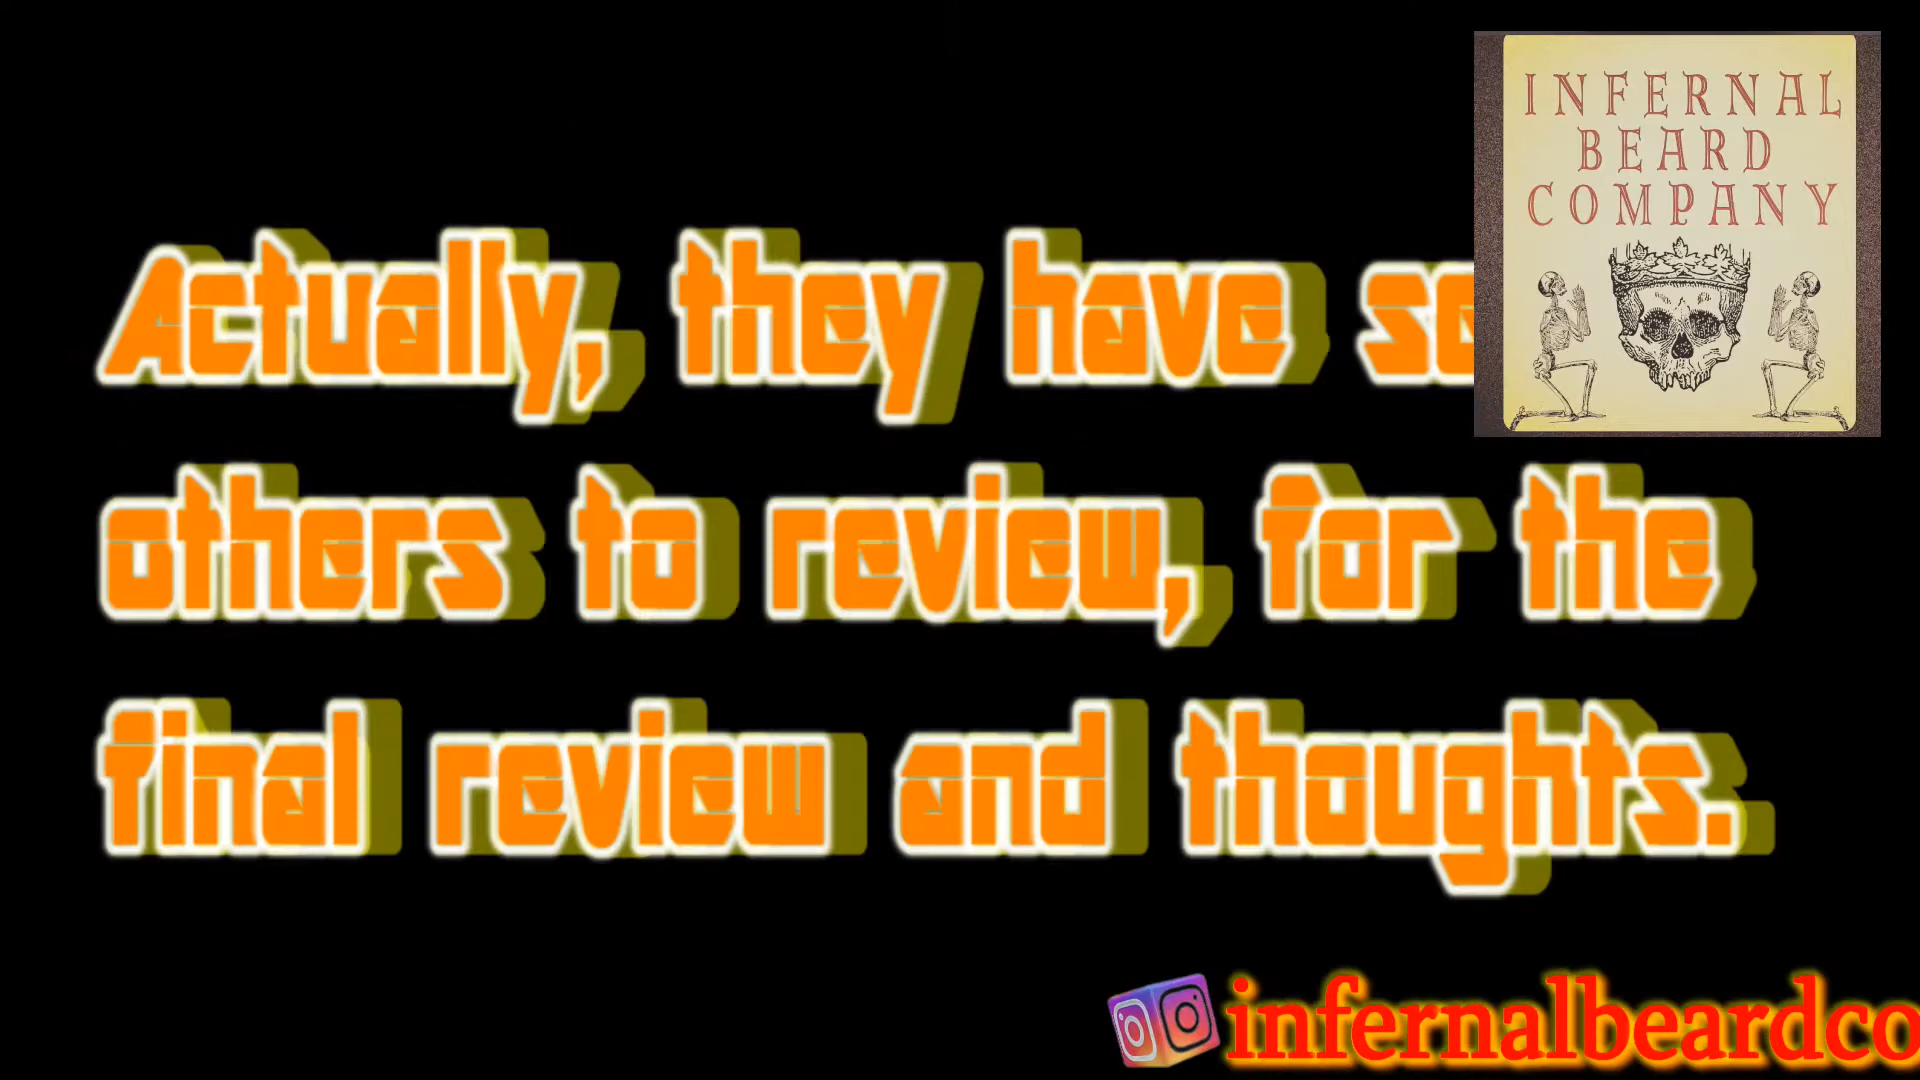 INFERNAL
BEARD
COMPANY
Actually, they have
others to review, for the
final review and thoughts.
infernalbeardco